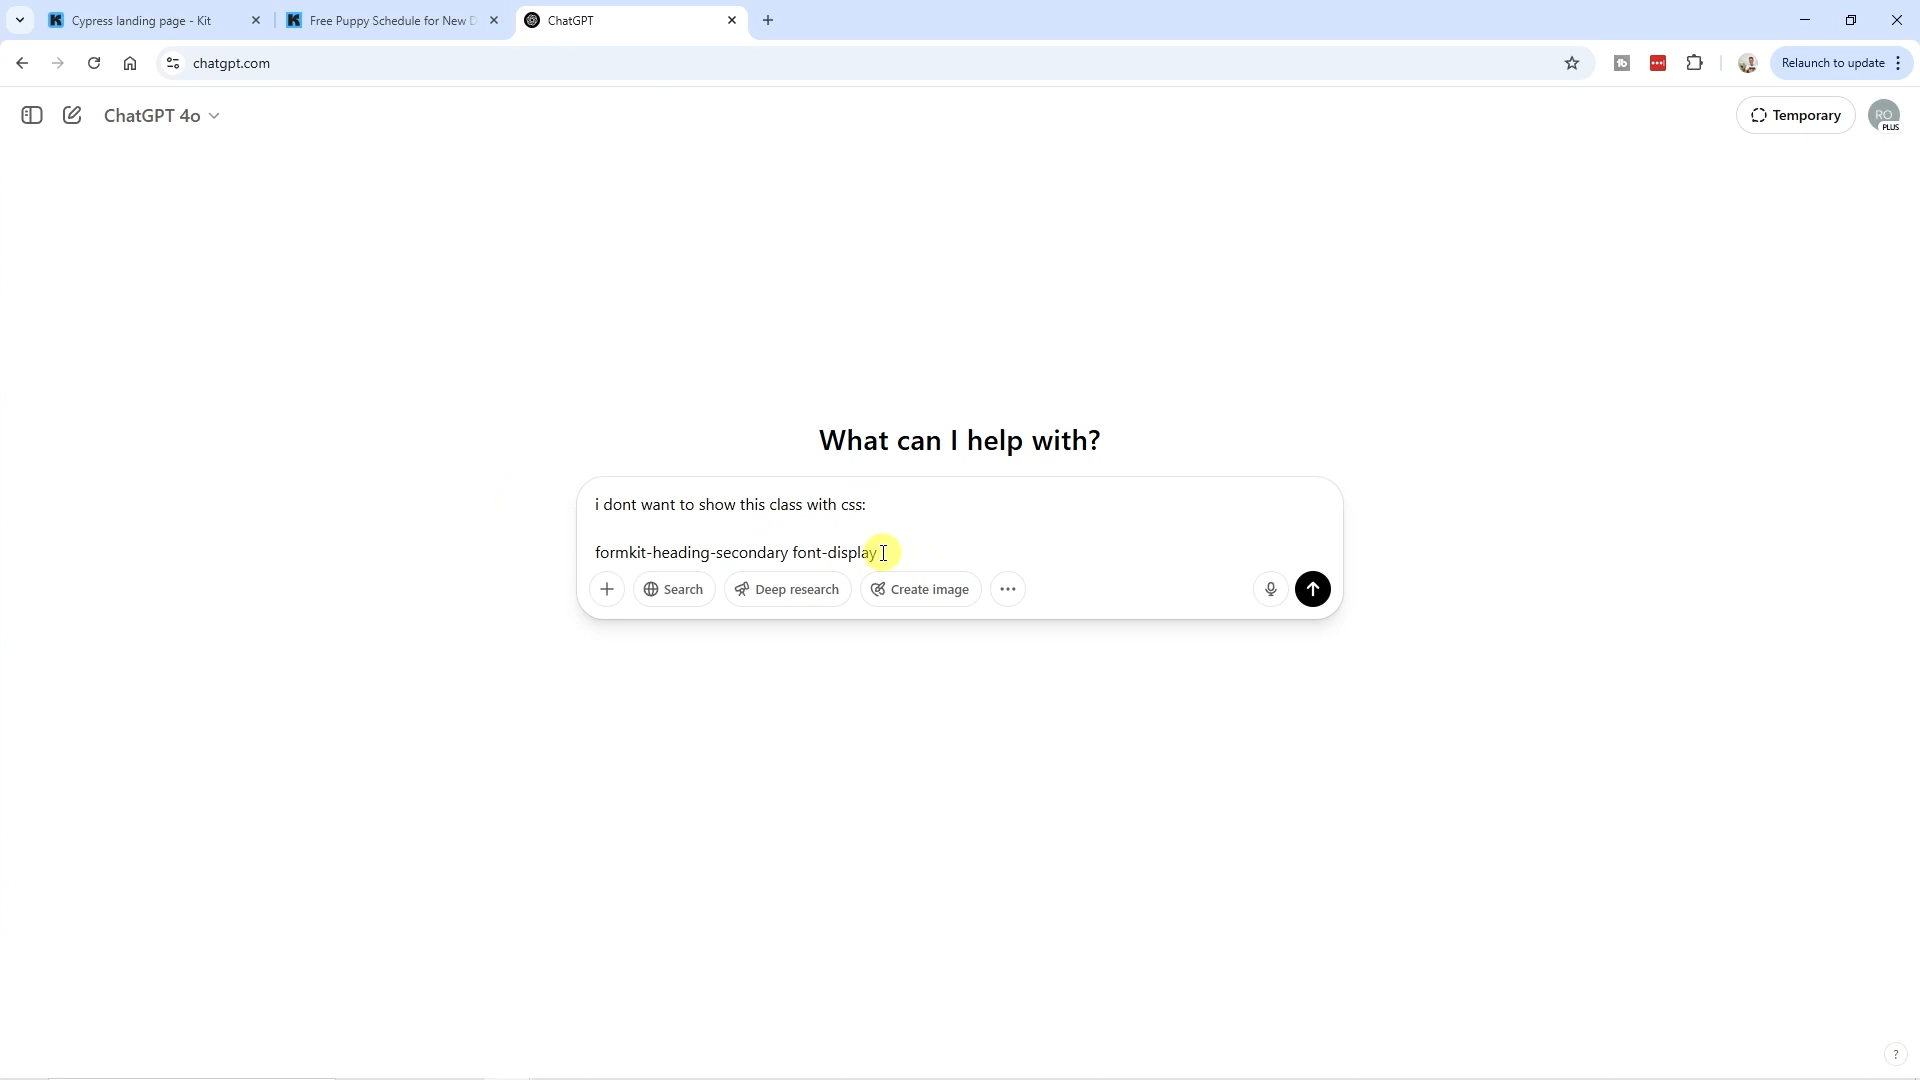 Cypress landing page - Kit
Free Puppy Schedule for New D
ChatGPT
chatgpt.com
Relaunch to update
ChatGPT 4o
Temporary
RO
PLUS
What can I help with?
i dont want to show this class with css:
formkit-heading-secondary font-display
Search
Deep research
Create image
?